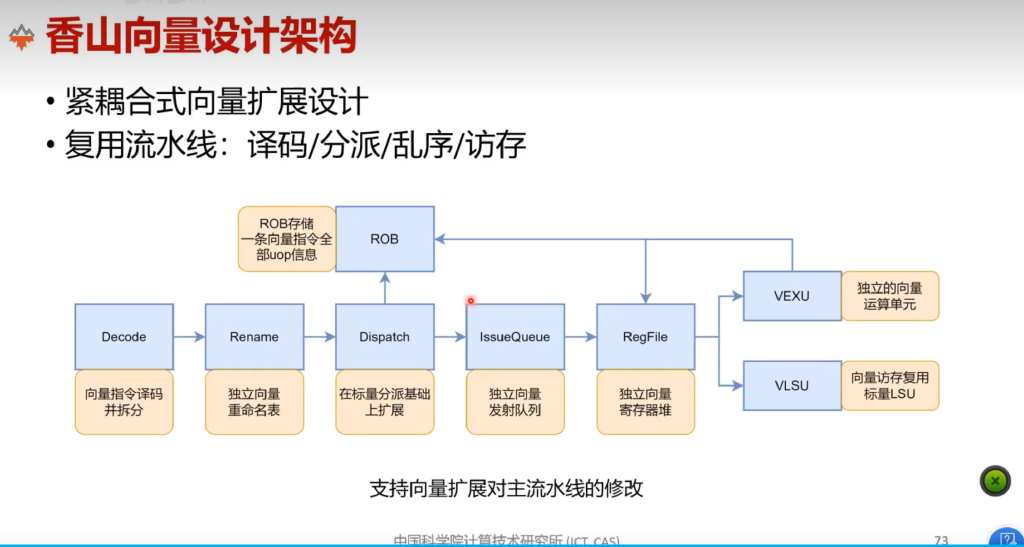 香山向量设计架构
• 紧耦合式向量扩展设计
• 复用流水线：译码/分派/乱序/访存
ROB存储
一条向量指令全
部uop信息
ROB
VEXU
独立的向量
运算单元
Decode
Rename
Dispatch
IssueQueue
RegFile
向量指令译码
并拆分
独立向量
重命名表
在标量分派基础
上扩展
独立向量
发射队列
独立向量
寄存器堆
VLSU
向量访存复用
标量LSU
支持向量扩展对主流水线的修改
中国科学院计算技术研究所 (ICT, CAS)
73